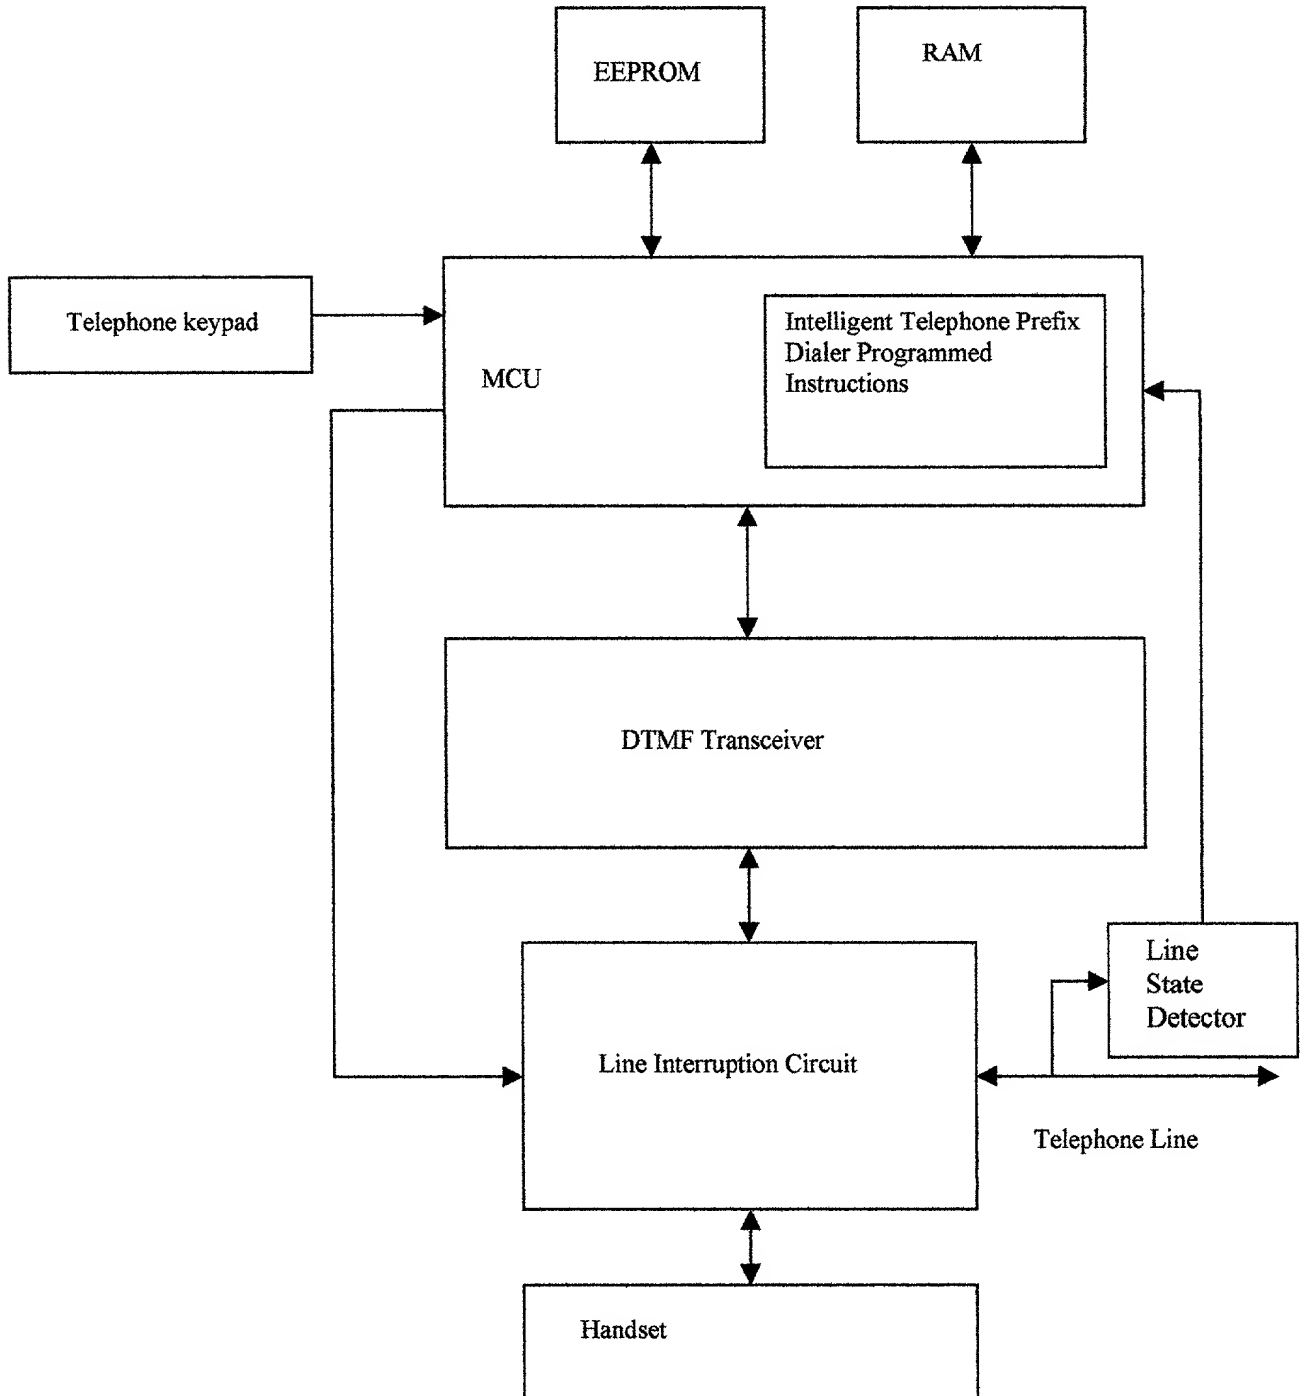 EEPROM
RAM
Telephone keypad
MCU
Intelligent Telephone Prefix
Dialer Programmed
Instructions
DTMF Transceiver
Line
State
Detector
Line Interruption Circuit
Telephone Line
Handset